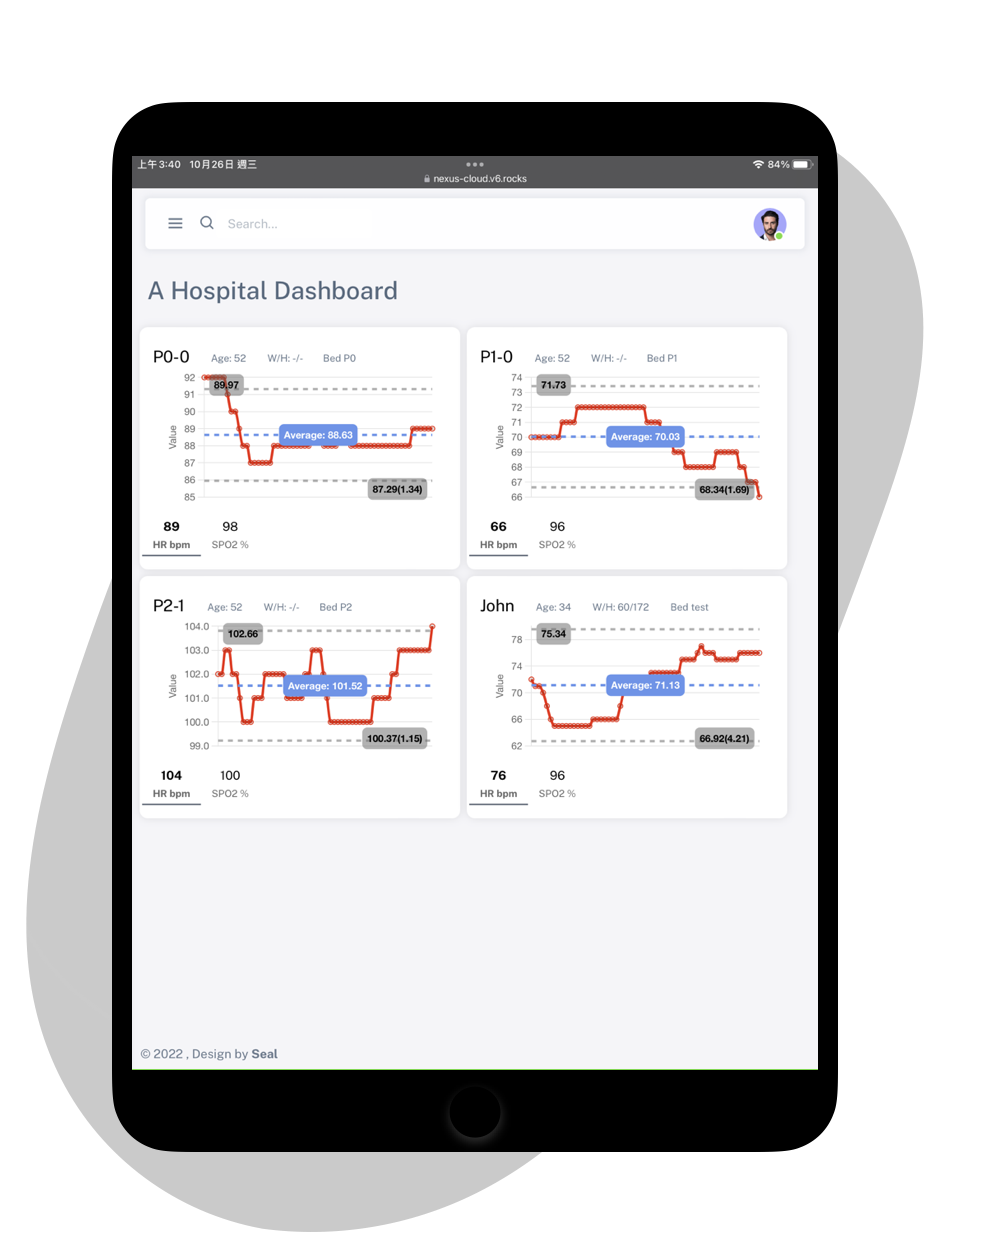 上午3:40 10月26日 週三
84%
nexus-cloud.v6.rocks
Search...
A Hospital Dashboard
P0-0 Age: 52 W/H: -/- Bed P0
92
91
90
89
88
87
86
85
Value
89.97
Average: 88.63
87.29(1.34)
89 98
HR bpm SPO2 %
P1-0 Age: 52 W/H: -/- Bed P1
74
73
72
71
70
69
68
67
66
Value
71.73
Average: 70.03
68.34(1.69)
66 96
HR bpm SPO2 %
P2-1 Age: 52 W/H: -/- Bed P2
104.0
103.0
102.0
101.0
100.0
99.0
Value
102.66
Average: 101.52
100.37(1.15)
104 100
HR bpm SPO2 %
John Age: 34 W/H: 60/172 Bed test
78
74
70
66
62
Value
75.34
Average: 71.13
66.92(4.21)
76 96
HR bpm SPO2 %
© 2022 , Design by Seal